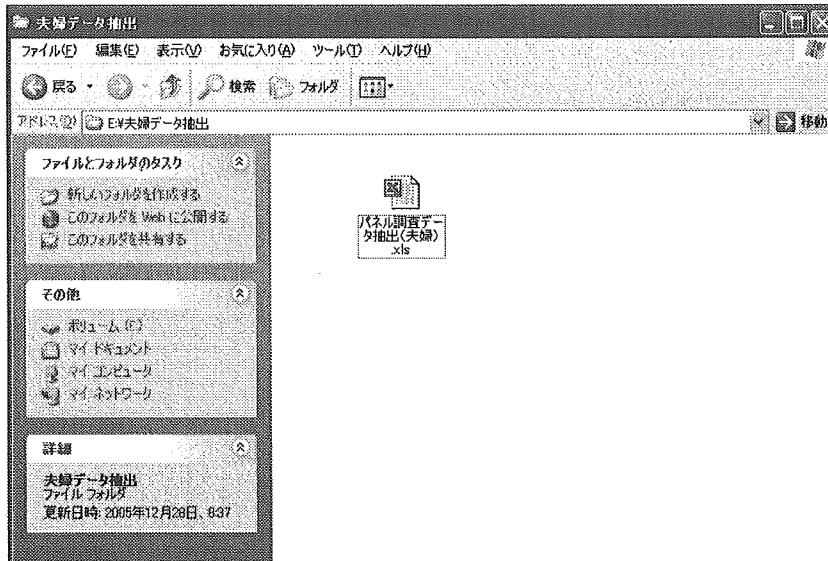 夫婦データ抽出
ファイル(F) 編集(E) 表示(V) お気に入り(A) ツール(T) ヘルプ(H)
戻る 検索 フォルダ
アドレス(D) E:¥夫婦データ抽出 移動
ファイルとフォルダのタスク
新しいフォルダを作成する
このフォルダを Web に公開する
このフォルダを共有する
パネル調査デー
タ抽出(夫婦)
.xls
その他
ボリューム (E:)
マイ ドキュメント
マイ コンピュータ
マイ ネットワーク
詳細
夫婦データ抽出
ファイル フォルダ
更新日時: 2005年12月28日、8:37